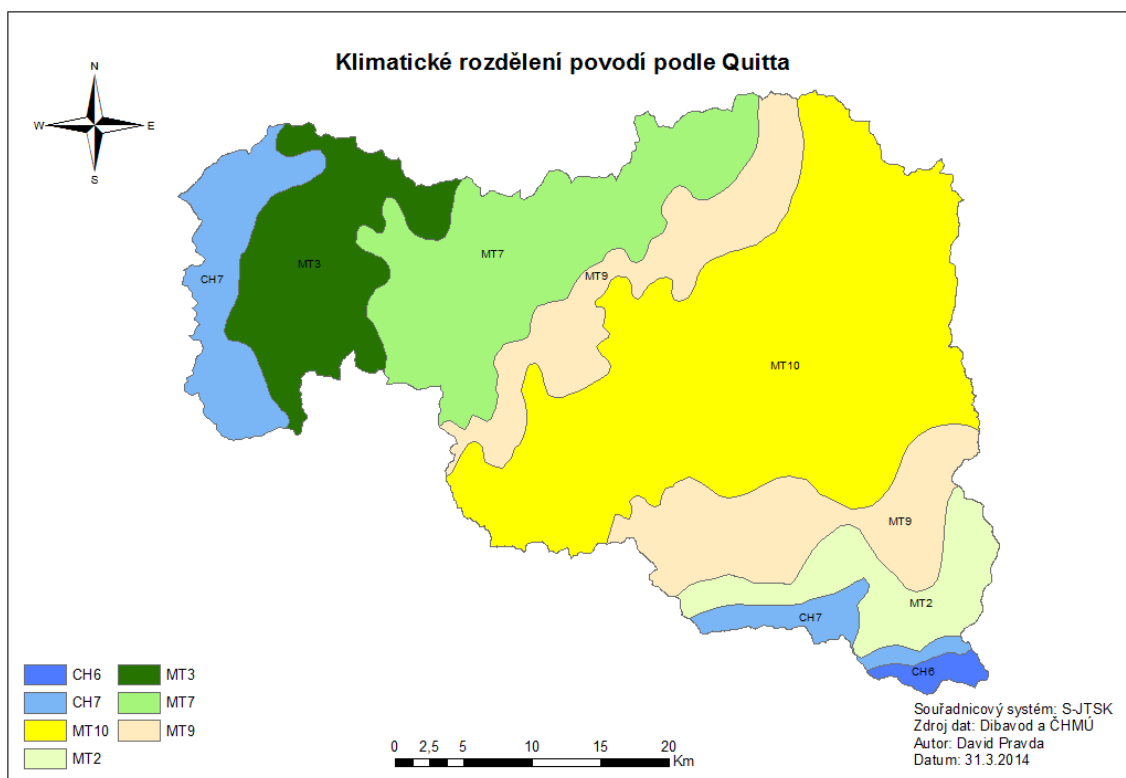 Klimatické rozdělení povodí podle Quitta
N
W E
S
MT3
MT7
CH7
MT9
MT10
MT9
MT2
CH7
CH6
CH6 MT3
CH7 MT7
MT10 MT9
MT2
0 2,5 5 10 15 20
Km
Souřadnicový systém: S-JTSK
Zdroj dat: Dibavod a ČHMÚ
Autor: David Pravda
Datum: 31.3.2014